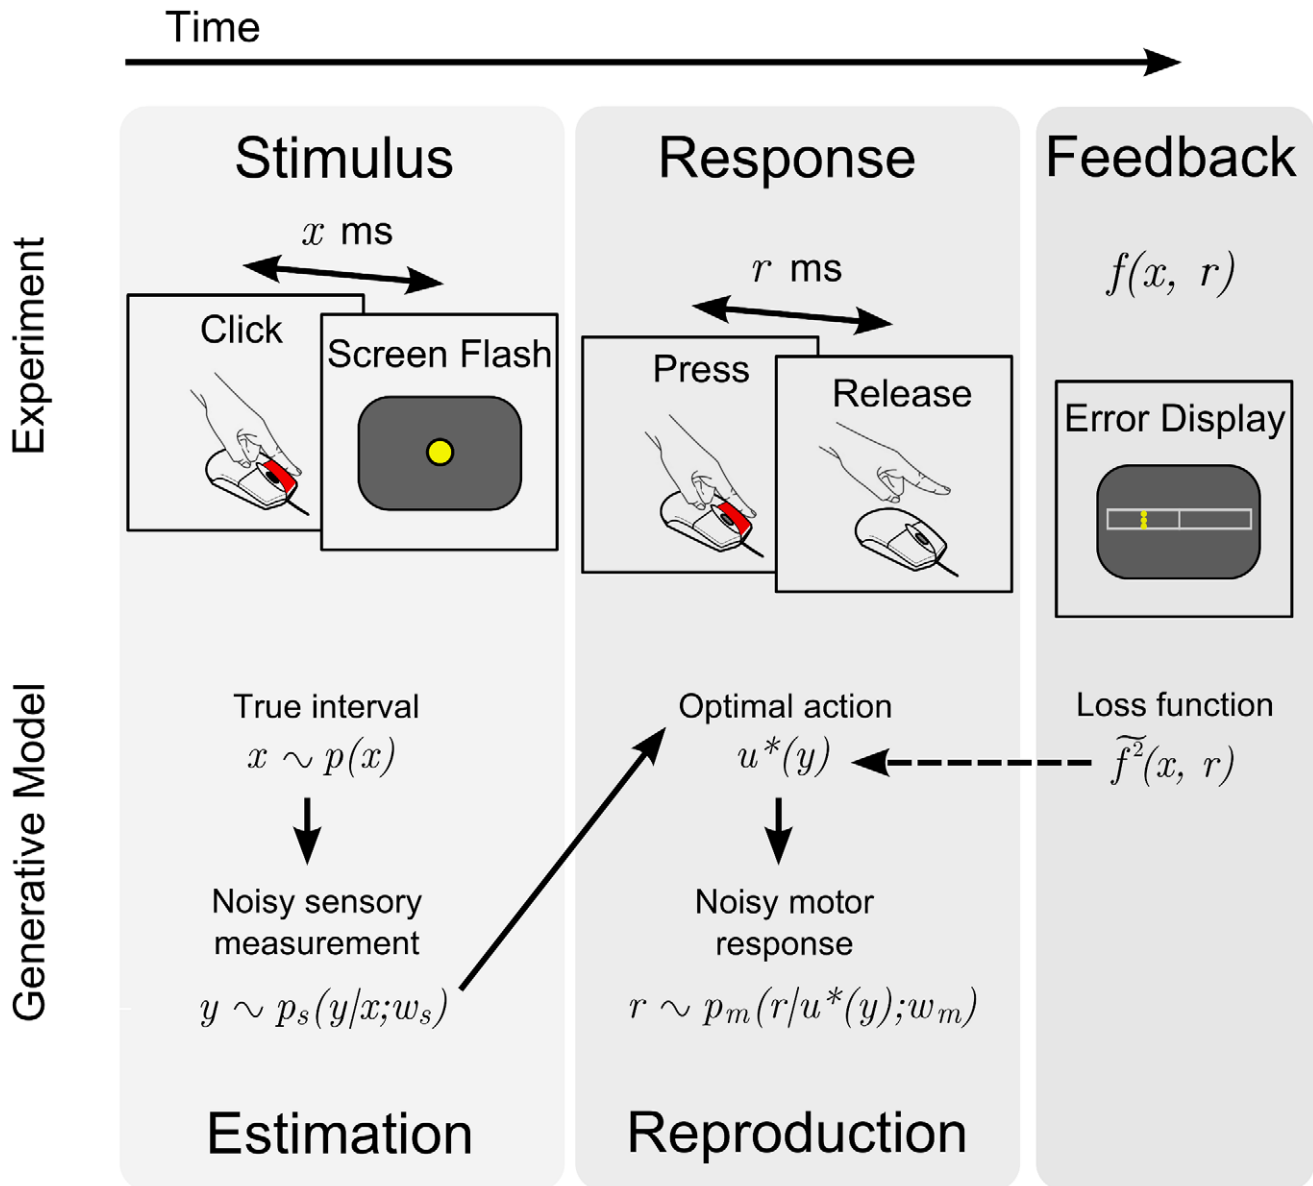 Time
Stimulus
Response
Feedback
Experiment
x ms
Click
Screen Flash
r ms
Press
Release
f(x, r)
Error Display
Generative Model
True interval
x ∼ p(x)
Noisy sensory
measurement
y ∼ pₛ(y|x;wₛ)
Estimation
Optimal action
u*(y)
Noisy motor
response
r ∼ pₘ(r|u*(y);wₘ)
Reproduction
Loss function
f̃²(x, r)